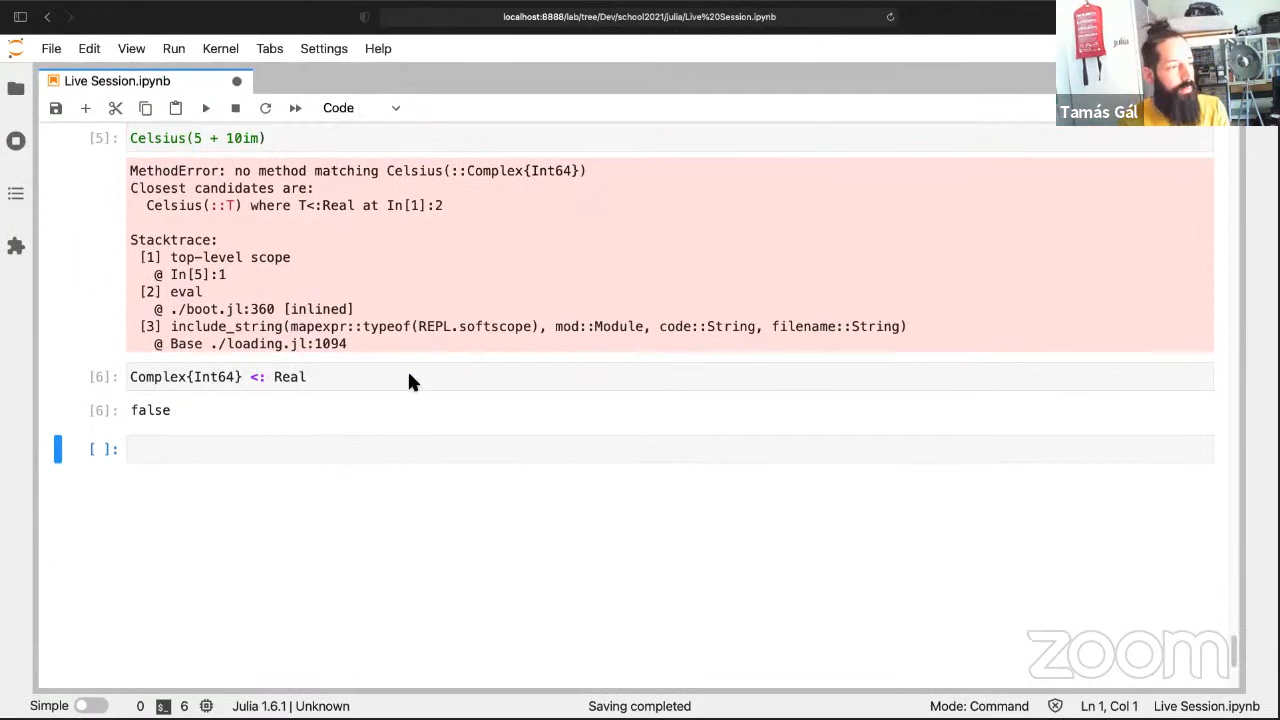 localhost:8888/lab/tree/Dev/school2021/julia/Live%20Session.ipynb
File Edit View Run Kernel Tabs Settings Help
julia
Tamás Gál
Live Session.ipynb
Code
[5]: Celsius(5 + 10im)
MethodError: no method matching Celsius(::Complex{Int64})
Closest candidates are:
Celsius(::T) where T<:Real at In[1]:2
Stacktrace:
[1] top-level scope
@ In[5]:1
[2] eval
@ ./boot.jl:360 [inlined]
[3] include_string(mapexpr::typeof(REPL.softscope), mod::Module, code::String, filename::String)
@ Base ./loading.jl:1094
[6]: Complex{Int64} <: Real
[6]: false
[ ]:
zoom
Simple 0 $_ 6 Julia 1.6.1 | Unknown Saving completed Mode: Command Ln 1, Col 1 Live Session.ipynb